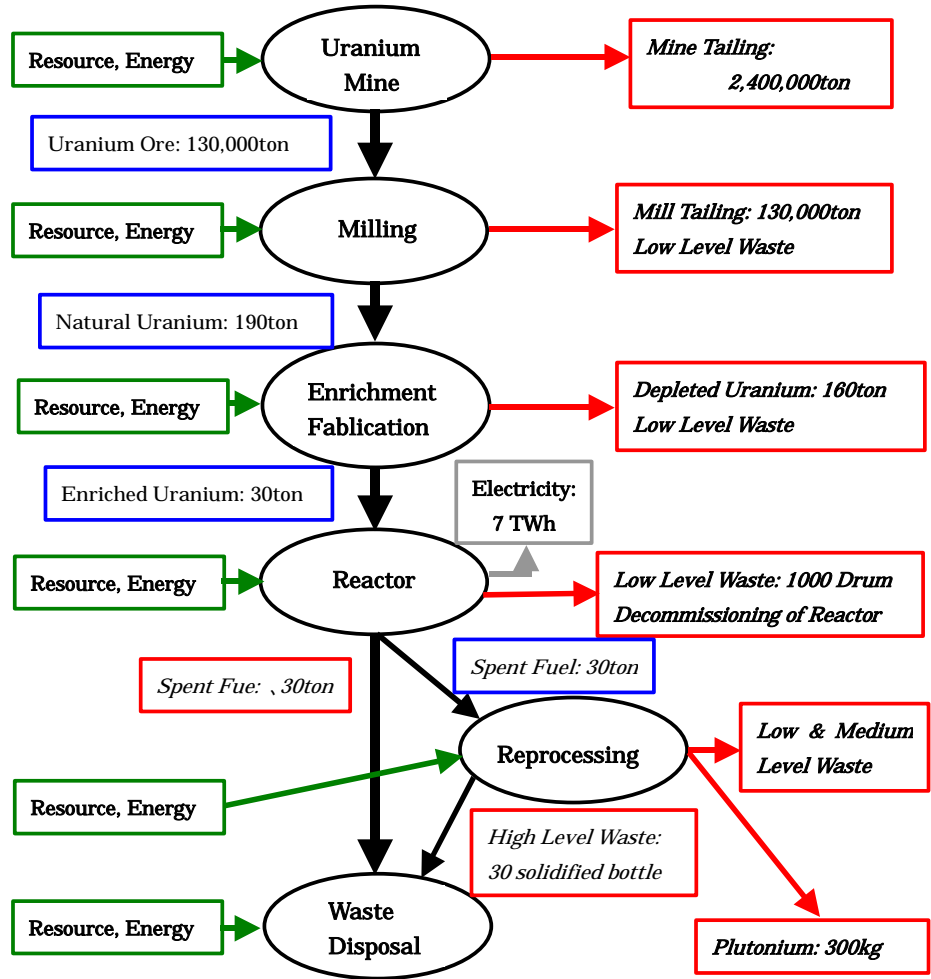 Uranium
Mine
Resource, Energy
Mine Tailing:
2,400,000ton
Uranium Ore: 130,000ton
Milling
Resource, Energy
Mill Tailing: 130,000ton
Low Level Waste
Natural Uranium: 190ton
Enrichment
Fablication
Resource, Energy
Depleted Uranium: 160ton
Low Level Waste
Enriched Uranium: 30ton
Electricity:
7 TWh
Resource, Energy
Reactor
Low Level Waste: 1000 Drum
Decommissioning of Reactor
Spent Fue: 、30ton
Spent Fuel: 30ton
Reprocessing
Low & Medium
Level Waste
Resource, Energy
High Level Waste:
30 solidified bottle
Waste
Disposal
Resource, Energy
Plutonium: 300kg